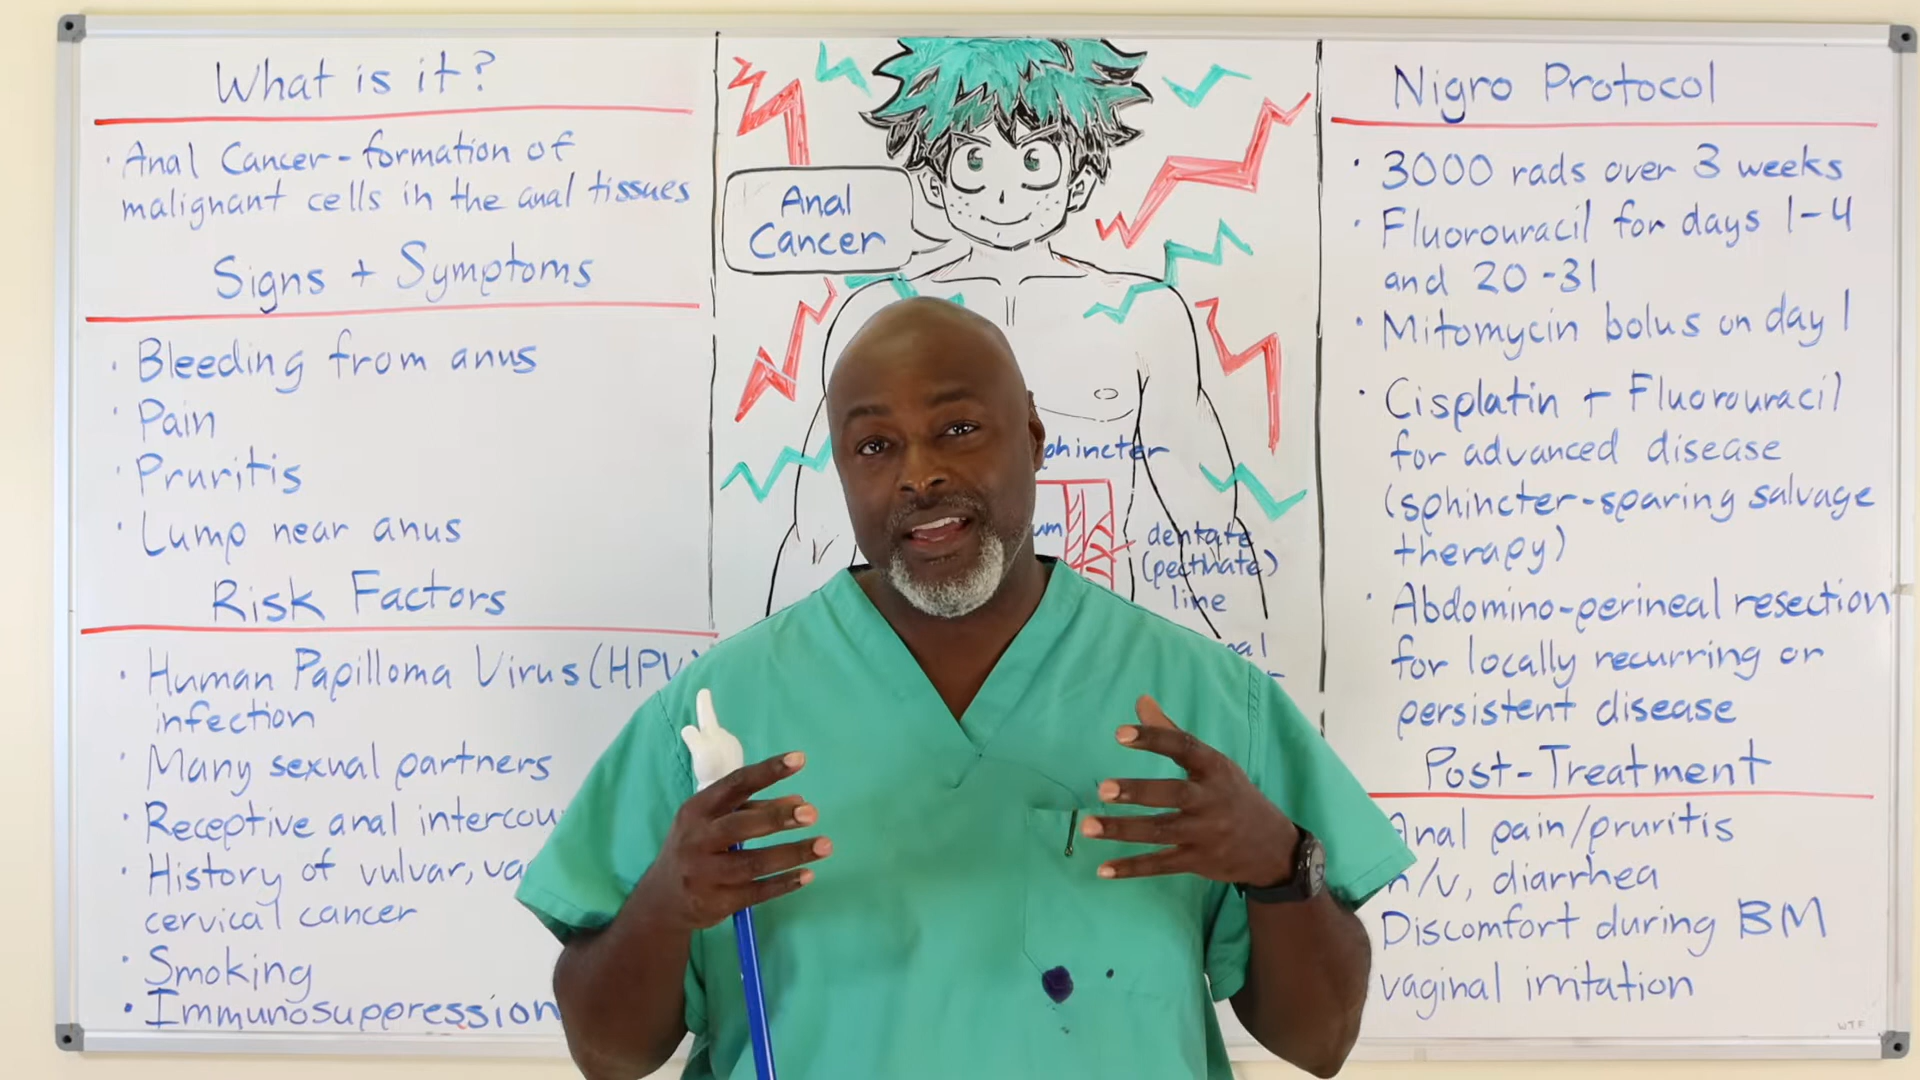 What is it?
· Anal Cancer-formation of
malignant cells in the anal tissues
Signs + Symptoms
· Bleeding from anus
· Pain
· Pruritis
· Lump near anus
Risk Factors
· Human Papilloma Virus (HPV)
infection
· Many sexual partners
· Receptive anal intercou
· History of vulvar, va
cervical cancer
· Smoking
· Immunosuppression
Anal
Cancer
phincter
um
dentate
(pectinate)
line
al
Nigro Protocol
· 3000 rads over 3 weeks
· Fluorouracil for days 1-4
and 20-31
· Mitomycin bolus on day 1
· Cisplatin + Fluorouracil
for advanced disease
(sphincter-sparing salvage
therapy)
· Abdomino-perineal resection
for locally recurring or
persistent disease
Post-Treatment
Anal pain/pruritis
n/v, diarrhea
Discomfort during BM
vaginal irritation
WTF